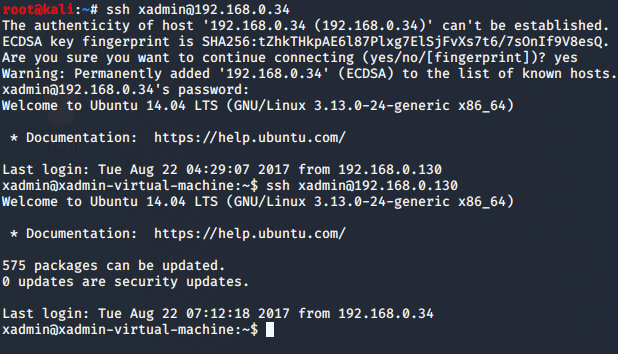 root@kali:~# ssh xadmin@192.168.0.34
The authenticity of host '192.168.0.34 (192.168.0.34)' can't be established.
ECDSA key fingerprint is SHA256:tZhkTHkpAE6l87Plxg7ElSjFvXs7t6/7sOnIf9V8esQ.
Are you sure you want to continue connecting (yes/no/[fingerprint])? yes
Warning: Permanently added '192.168.0.34' (ECDSA) to the list of known hosts.
xadmin@192.168.0.34's password:
Welcome to Ubuntu 14.04 LTS (GNU/Linux 3.13.0-24-generic x86_64)
* Documentation:  https://help.ubuntu.com/
Last login: Tue Aug 22 04:29:07 2017 from 192.168.0.130
xadmin@xadmin-virtual-machine:~$ ssh xadmin@192.168.0.130
Welcome to Ubuntu 14.04 LTS (GNU/Linux 3.13.0-24-generic x86_64)
* Documentation:  https://help.ubuntu.com/
575 packages can be updated.
0 updates are security updates.
Last login: Tue Aug 22 07:12:18 2017 from 192.168.0.34
xadmin@xadmin-virtual-machine:~$